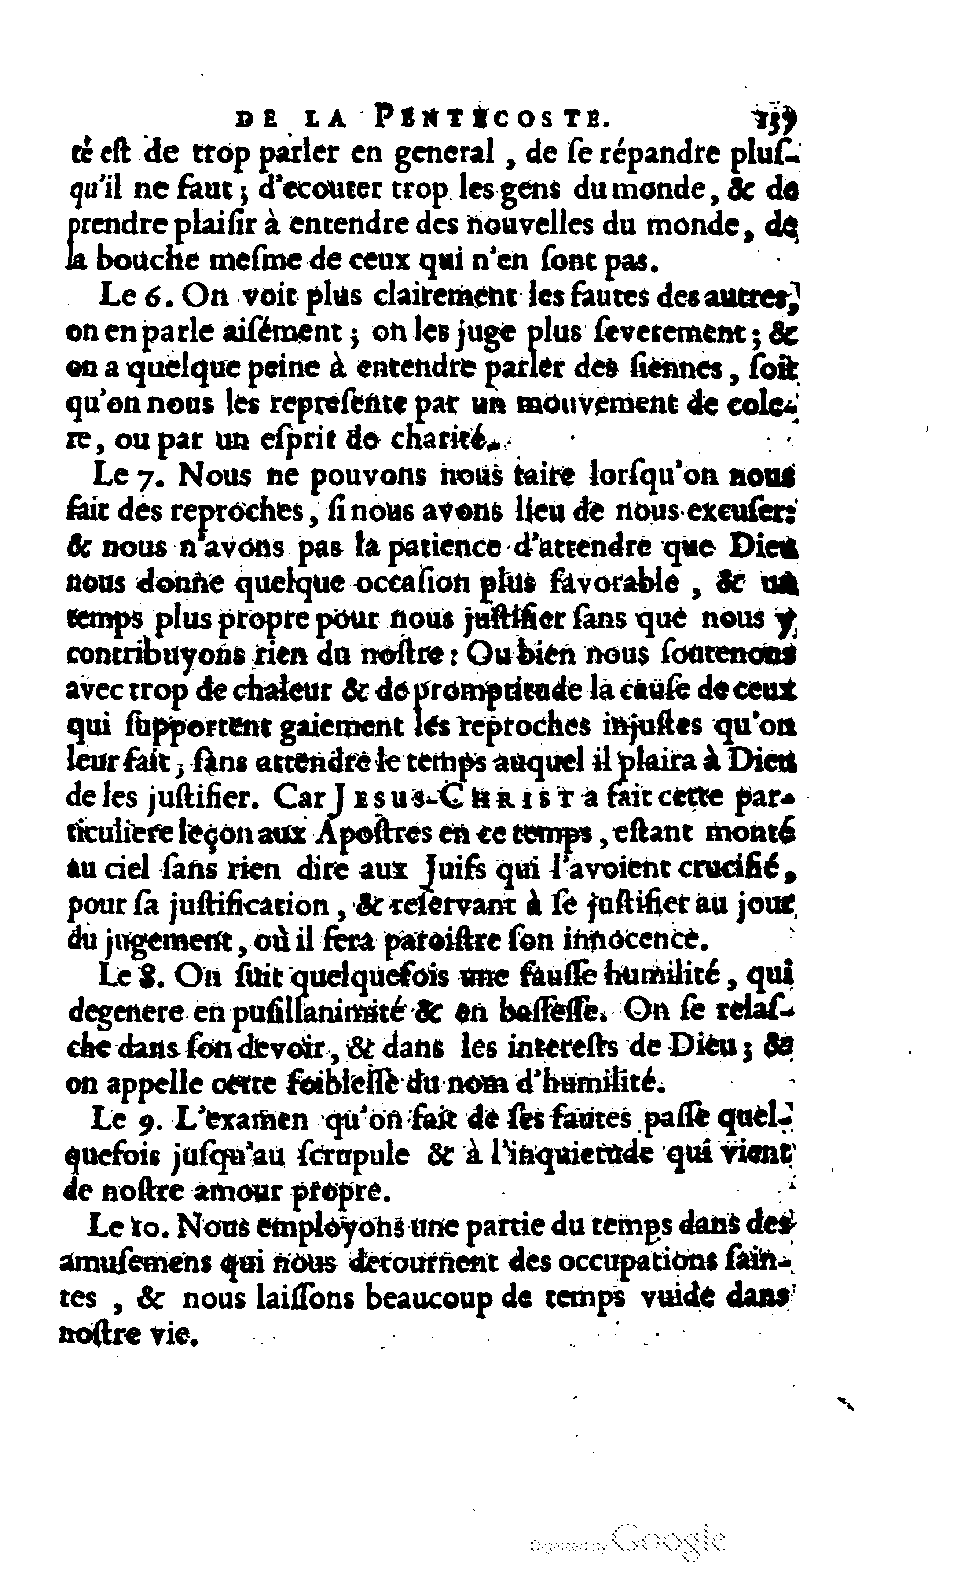 DE LA PENTECOSTE. 159
té est de trop parler en general, de se répandre plus-
qu'il ne faut; d'ecouter trop les gens du monde, & de
prendre plaisir à entendre des nouvelles du monde, de
la bouche mesme de ceux qui n'en sont pas.
Le 6. On voit plus clairement les fautes des autres,
on en parle aisément; on les juge plus severement; &
on a quelque peine à entendre parler des siennes, soit
qu'on nous les represente par un mouvement de cole-
re, ou par un esprit de charité.
Le 7. Nous ne pouvons nous taire lorsqu'on nous
fait des reproches, si nous avons lieu de nous excuser:
& nous n'avons pas la patience d'attendre que Dieu
nous donne quelque occasion plus favorable, & un
temps plus propre pour nous justifier sans que nous y
contribuyons rien du nostre: Ou bien nous soutenons
avec trop de chaleur & de promptitude la cause de ceux
qui supportent gaiement les reproches injustes qu'on
leur fait, sans attendre le temps auquel il plaira à Dieu
de les justifier. Car JESUS-CHRIST a fait cette par-
ticuliere leçon aux Apostres en ce temps, estant monté
au ciel sans rien dire aux Juifs qui l'avoient crucifié,
pour sa justification, & reservant à se justifier au jour
du jugement, où il fera paroistre son innocence.
Le 8. On suit quelquefois une fausse humilité, qui
degenere en pusillanimité & en bassesse. On se relas-
che dans son devoir, & dans les interests de Dieu; &
on appelle cette foiblesse du nom d'humilité.
Le 9. L'examen qu'on fait de ses fautes passe quel-
quefois jusqu'au scrupule & à l'inquietude qui vient
de nostre amour propre.
Le 10. Nous employons une partie du temps dans des
amusemens qui nous detournent des occupations sain-
tes, & nous laissons beaucoup de temps vuide dans
nostre vie.
Digitized by Google